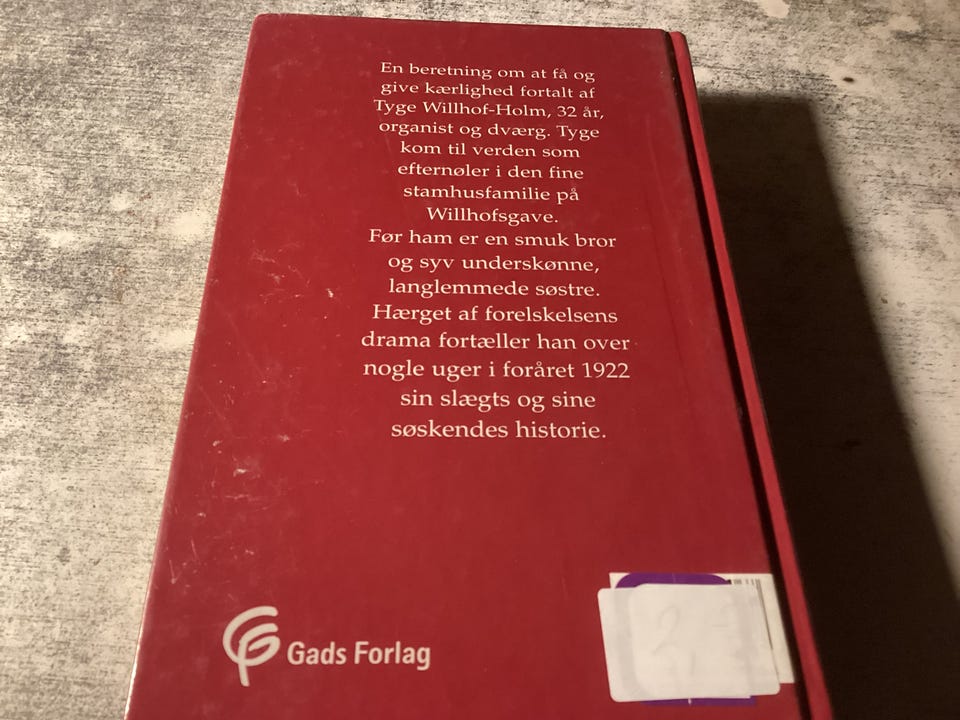 En beretning om at få og
give kærlighed fortalt af
Tyge Willhof-Holm, 32 år,
organist og dværg. Tyge
kom til verden som
efternøler i den fine
stamhusfamilie på
Willhofsgave.
Før ham er en smuk bror
og syv underskønne,
langlemmede søstre.
Hærget af forelskelsens
drama fortæller han over
nogle uger i foråret 1922
sin slægts og sine
søskendes historie.
Gads Forlag